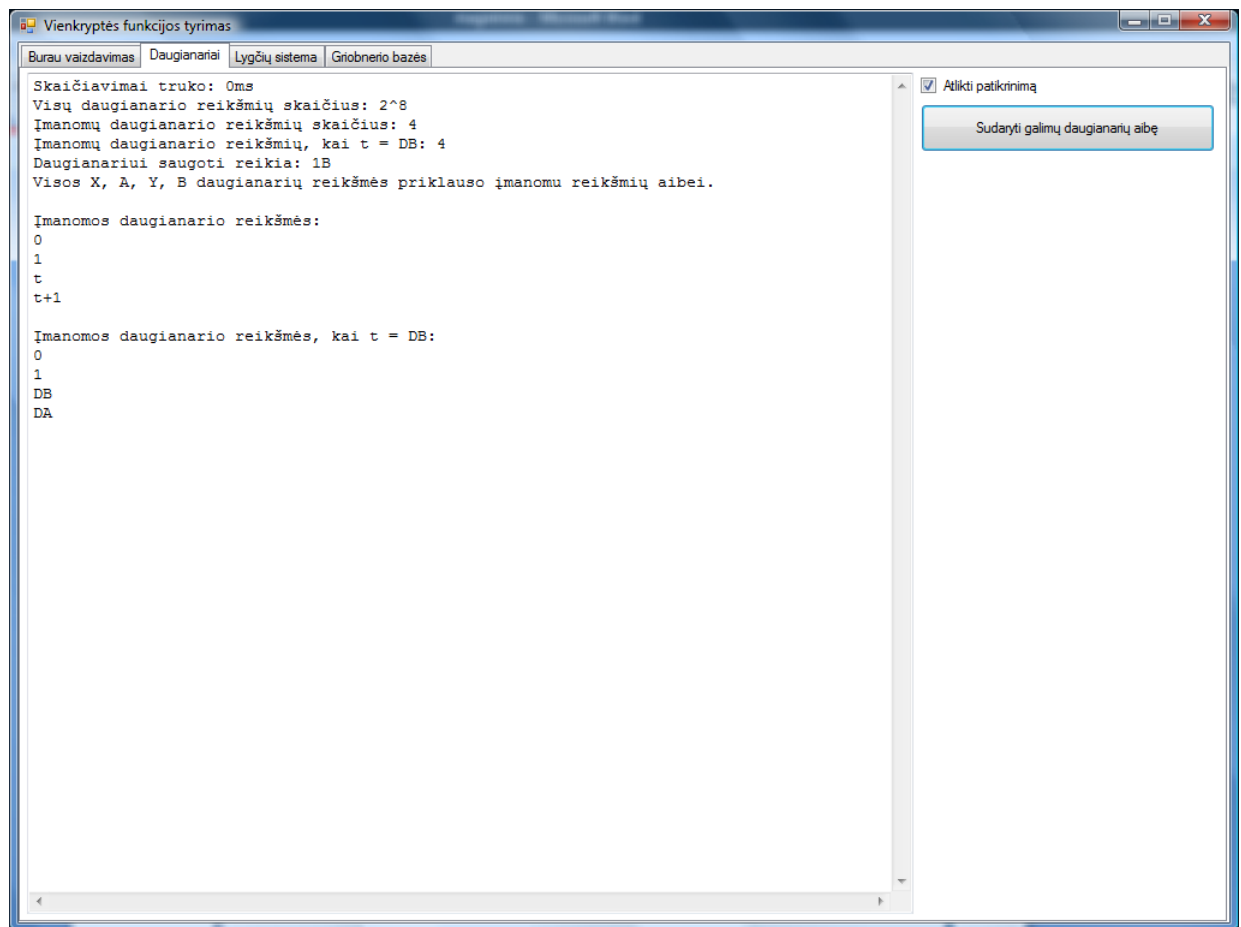 Vienkryptės funkcijos tyrimas
Burau vaizdavimas Daugianariai Lygčių sistema Griobnerio bazės
Skaičiavimai truko: 0ms
Visų daugianario reikšmių skaičius: 2^8
Įmanomų daugianario reikšmių skaičius: 4
Įmanomų daugianario reikšmių, kai t = DB: 4
Daugianariui saugoti reikia: 1B
Visos X, A, Y, B daugianarių reikšmės priklauso įmanomu reikšmių aibei.
Įmanomos daugianario reikšmės:
0
1
t
t+1
Įmanomos daugianario reikšmės, kai t = DB:
0
1
DB
DA
Atlikti patikrinimą
Sudaryti galimų daugianarių aibę